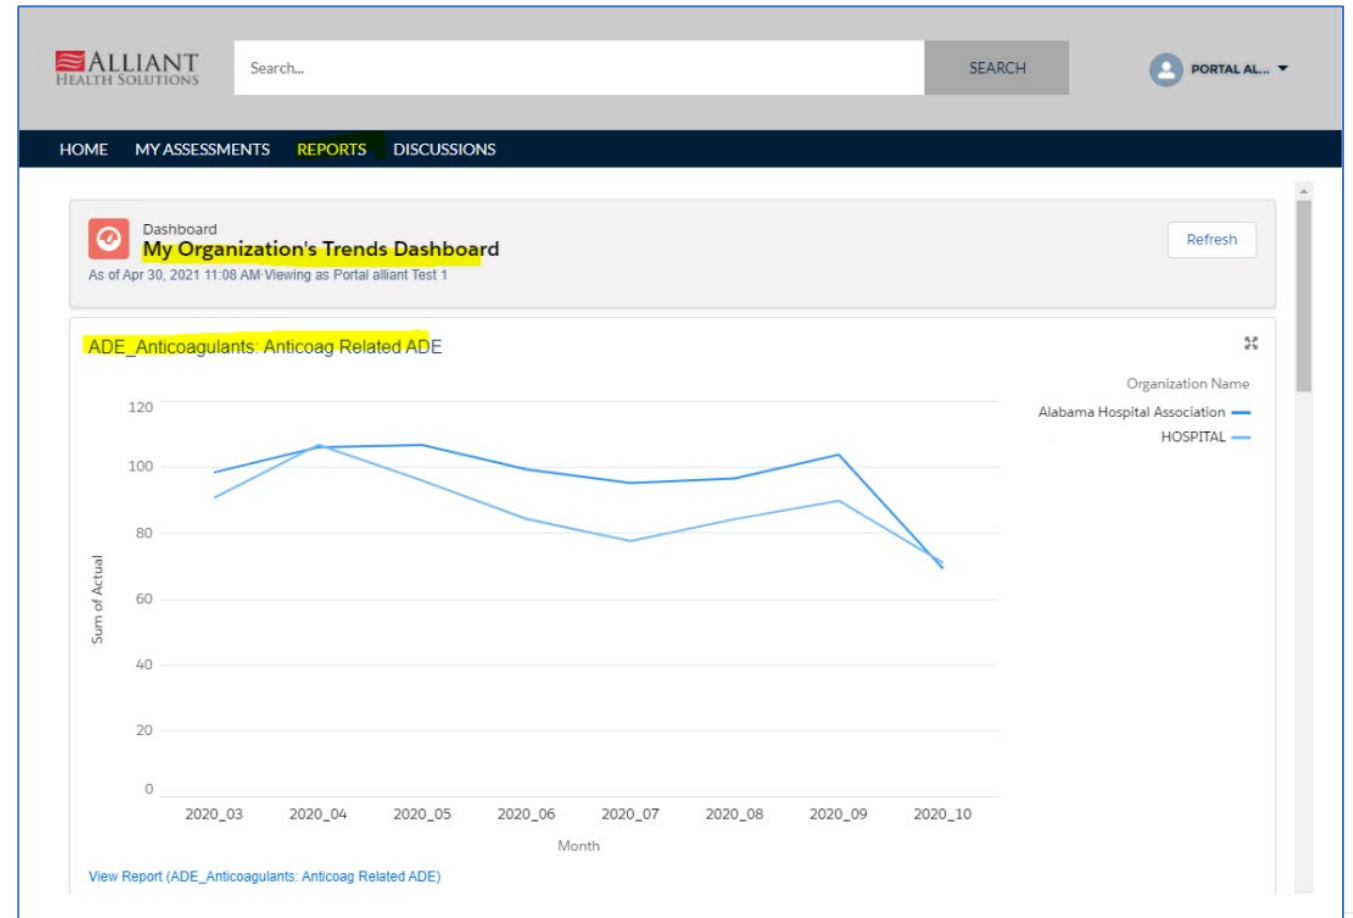 ALLIANT
HEALTH SOLUTIONS
Search...
SEARCH
PORTAL AL...
HOME MY ASSESSMENTS REPORTS DISCUSSIONS
Dashboard
My Organization's Trends Dashboard
As of Apr 30, 2021 11:08 AM·Viewing as Portal alliant Test 1
Refresh
ADE_Anticoagulants: Anticoag Related ADE
Organization Name
Alabama Hospital Association
HOSPITAL
120
100
80
60
40
20
0
Sum of Actual
2020_03 2020_04 2020_05 2020_06 2020_07 2020_08 2020_09 2020_10
Month
View Report (ADE_Anticoagulants: Anticoag Related ADE)